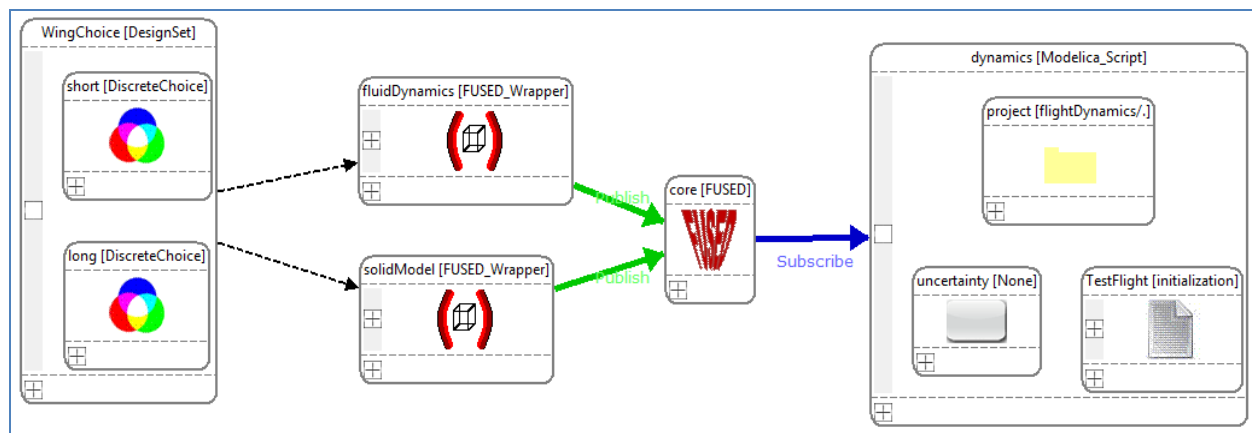 WingChoice [DesignSet]
short [DiscreteChoice]
long [DiscreteChoice]
fluidDynamics [FUSED_Wrapper]
solidModel [FUSED_Wrapper]
Publish
Publish
core [FUSED]
FUSED
Subscribe
dynamics [Modelica_Script]
project [flightDynamics/.]
uncertainty [None]
TestFlight [initialization]